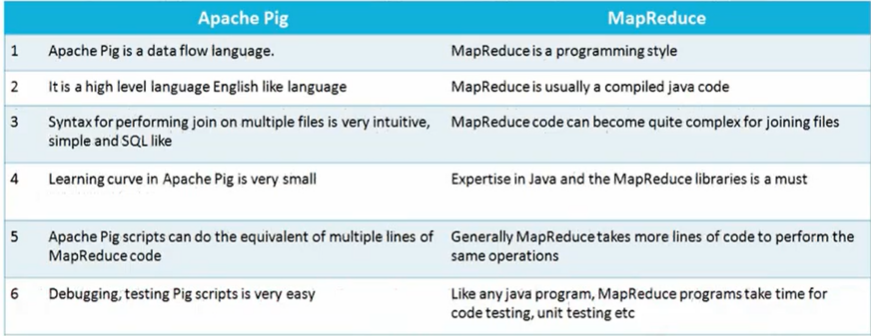 Apache Pig MapReduce
1 Apache Pig is a data flow language. MapReduce is a programming style
2 It is a high level language English like language MapReduce is usually a compiled java code
3 Syntax for performing join on multiple files is very intuitive, MapReduce code can become quite complex for joining files
simple and SQL like
4 Learning curve in Apache Pig is very small Expertise in Java and the MapReduce libraries is a must
5 Apache Pig scripts can do the equivalent of multiple lines of Generally MapReduce takes more lines of code to perform the
MapReduce code same operations
6 Debugging, testing Pig scripts is very easy Like any java program, MapReduce programs take time for
code testing, unit testing etc